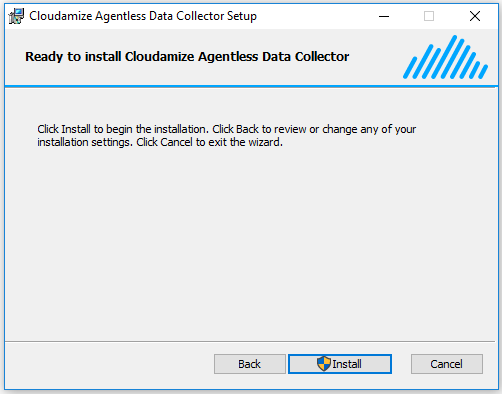 Cloudamize Agentless Data Collector Setup
Ready to install Cloudamize Agentless Data Collector
Click Install to begin the installation. Click Back to review or change any of your
installation settings. Click Cancel to exit the wizard.
Back
Install
Cancel